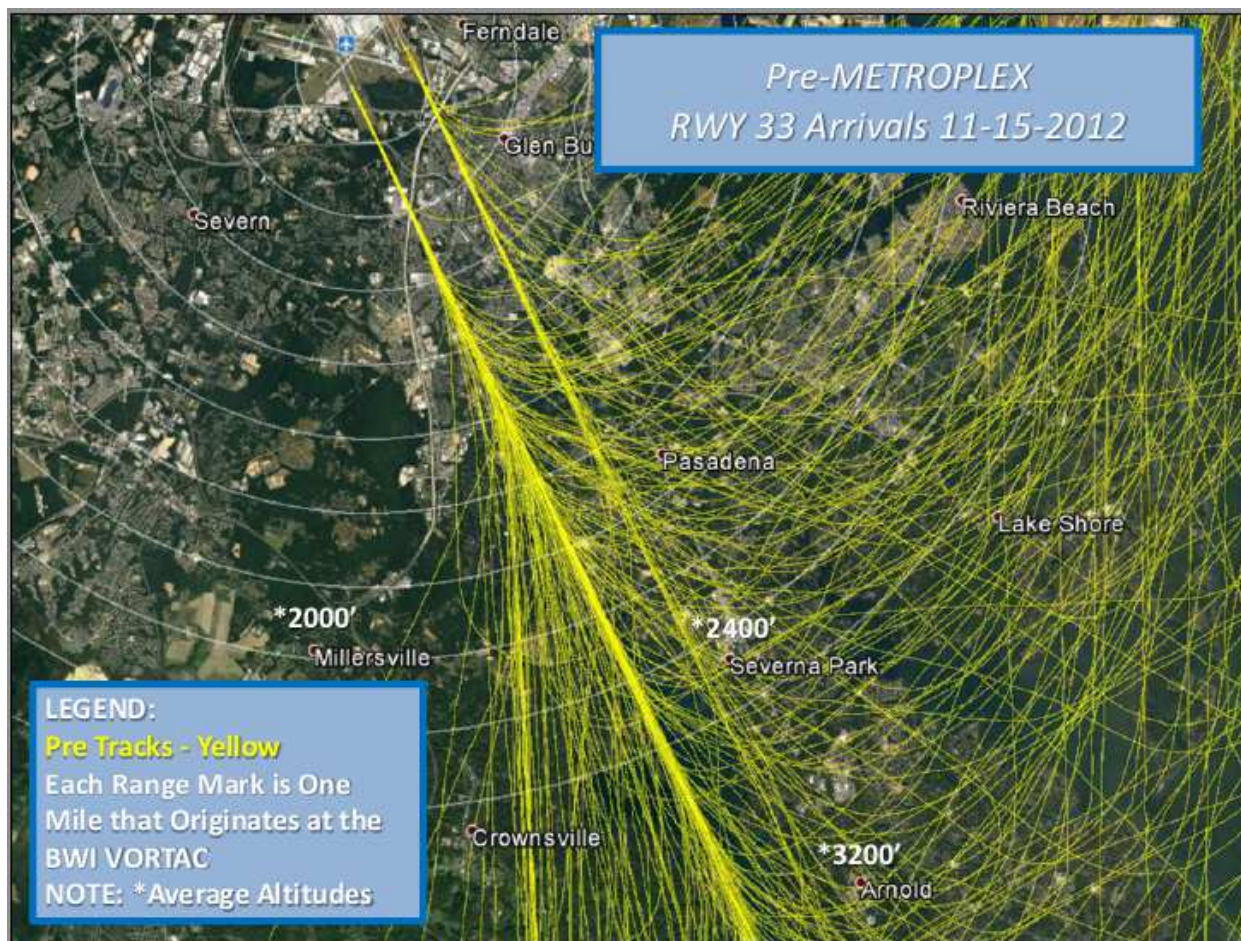 Ferndale
Pre-METROPLEX
RWY 33 Arrivals 11-15-2012
Glen Bu
Severn
Riviera Beach
Pasadena
Lake Shore
*2000'
Millersville
*2400'
Severna Park
LEGEND:
Pre Tracks - Yellow
Each Range Mark is One
Mile that Originates at the
BWI VORTAC
NOTE: *Average Altitudes
Crownsville
*3200'
Arnold